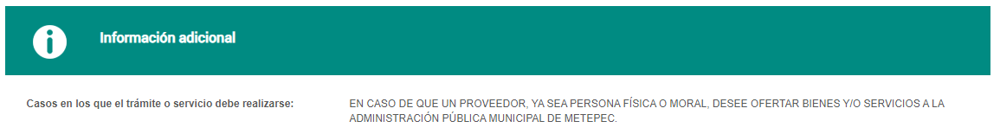 Información adicional
Casos en los que el trámite o servicio debe realizarse:
EN CASO DE QUE UN PROVEEDOR, YA SEA PERSONA FÍSICA O MORAL, DESEE OFERTAR BIENES Y/O SERVICIOS A LA
ADMINISTRACIÓN PÚBLICA MUNICIPAL DE METEPEC.